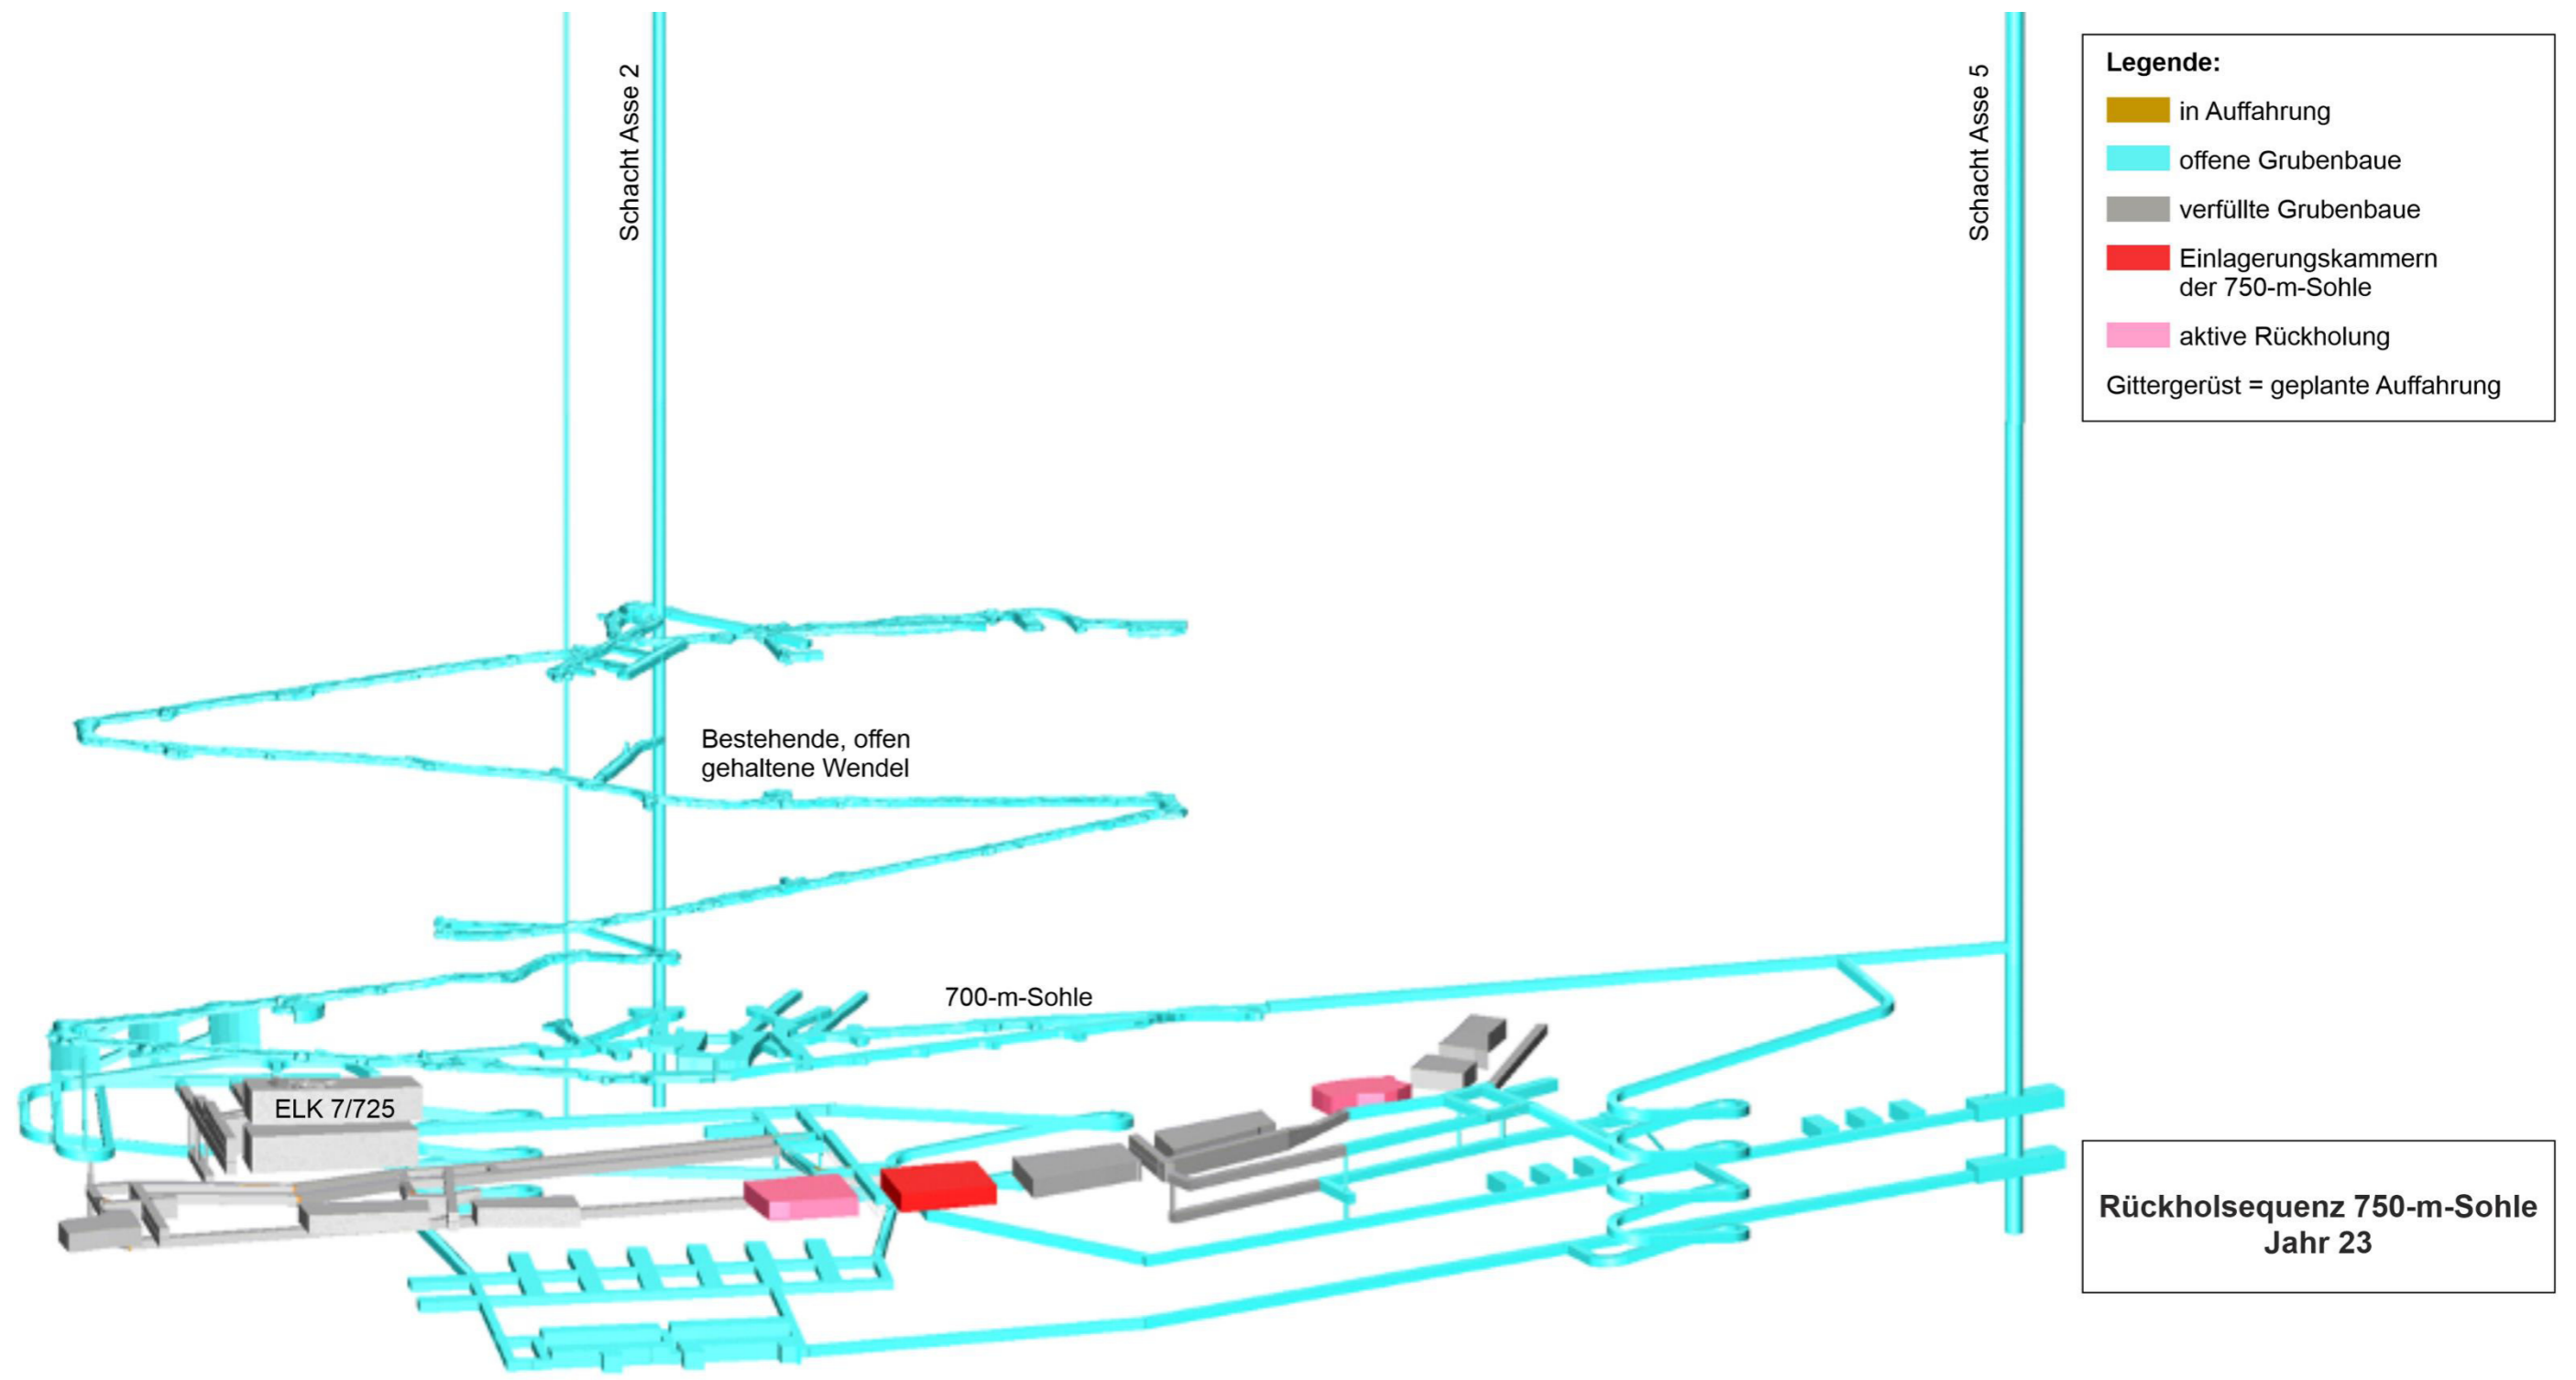 Schacht Asse 2
Schacht Asse 5
Legende:
in Auffahrung
offene Grubenbaue
verfüllte Grubenbaue
Einlagerungskammern
der 750-m-Sohle
aktive Rückholung
Gittergerüst = geplante Auffahrung
Bestehende, offen
gehaltene Wendel
700-m-Sohle
ELK 7/725
Rückholsequenz 750-m-Sohle
Jahr 23